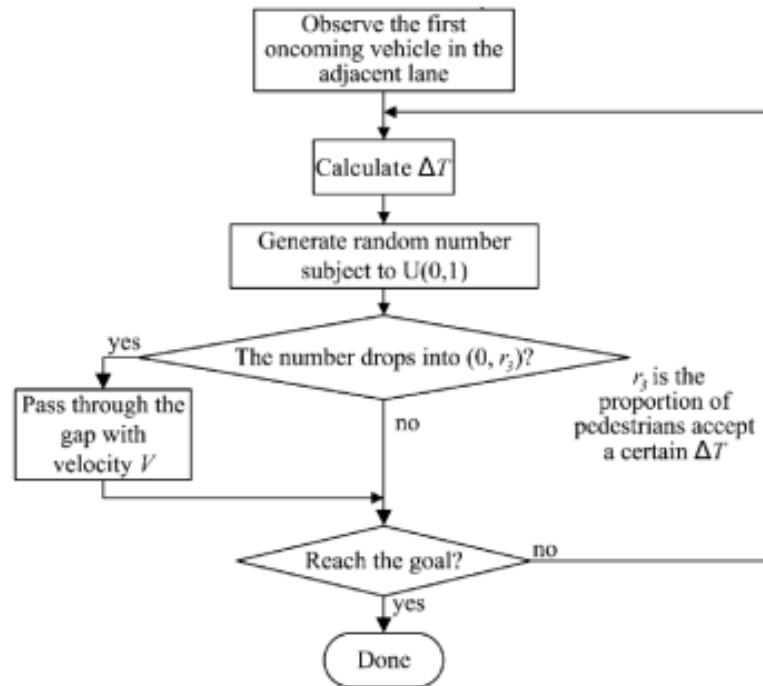 Observe the first
oncoming vehicle in the
adjacent lane
Calculate ΔT
Generate random number
subject to U(0,1)
The number drops into (0, r₃)?
yes
no
Pass through the
gap with
velocity V
r₃ is the
proportion of
pedestrians accept
a certain ΔT
Reach the goal?
no
yes
Done